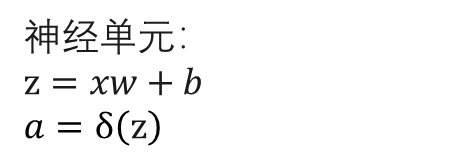 神经单元：
z = xw + b
a = δ(z)